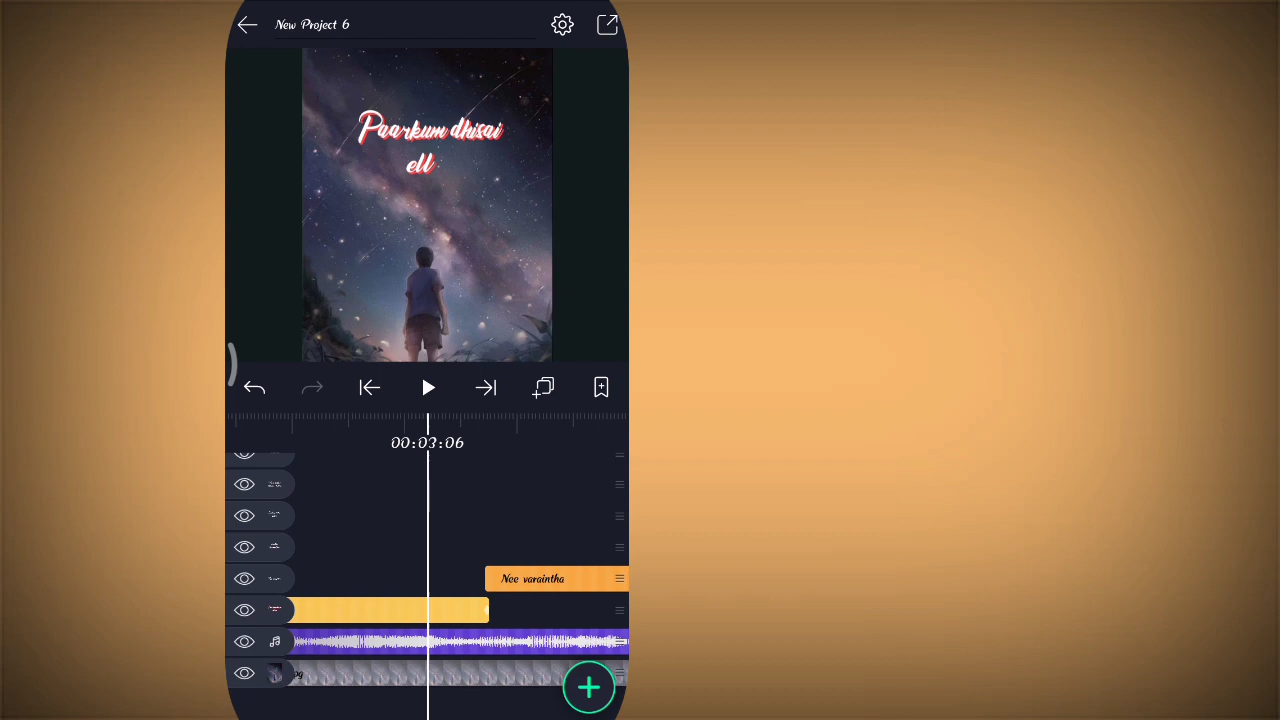 New Project 6
Paarkum dhisai
ell
00:03:06
Nee varaintha